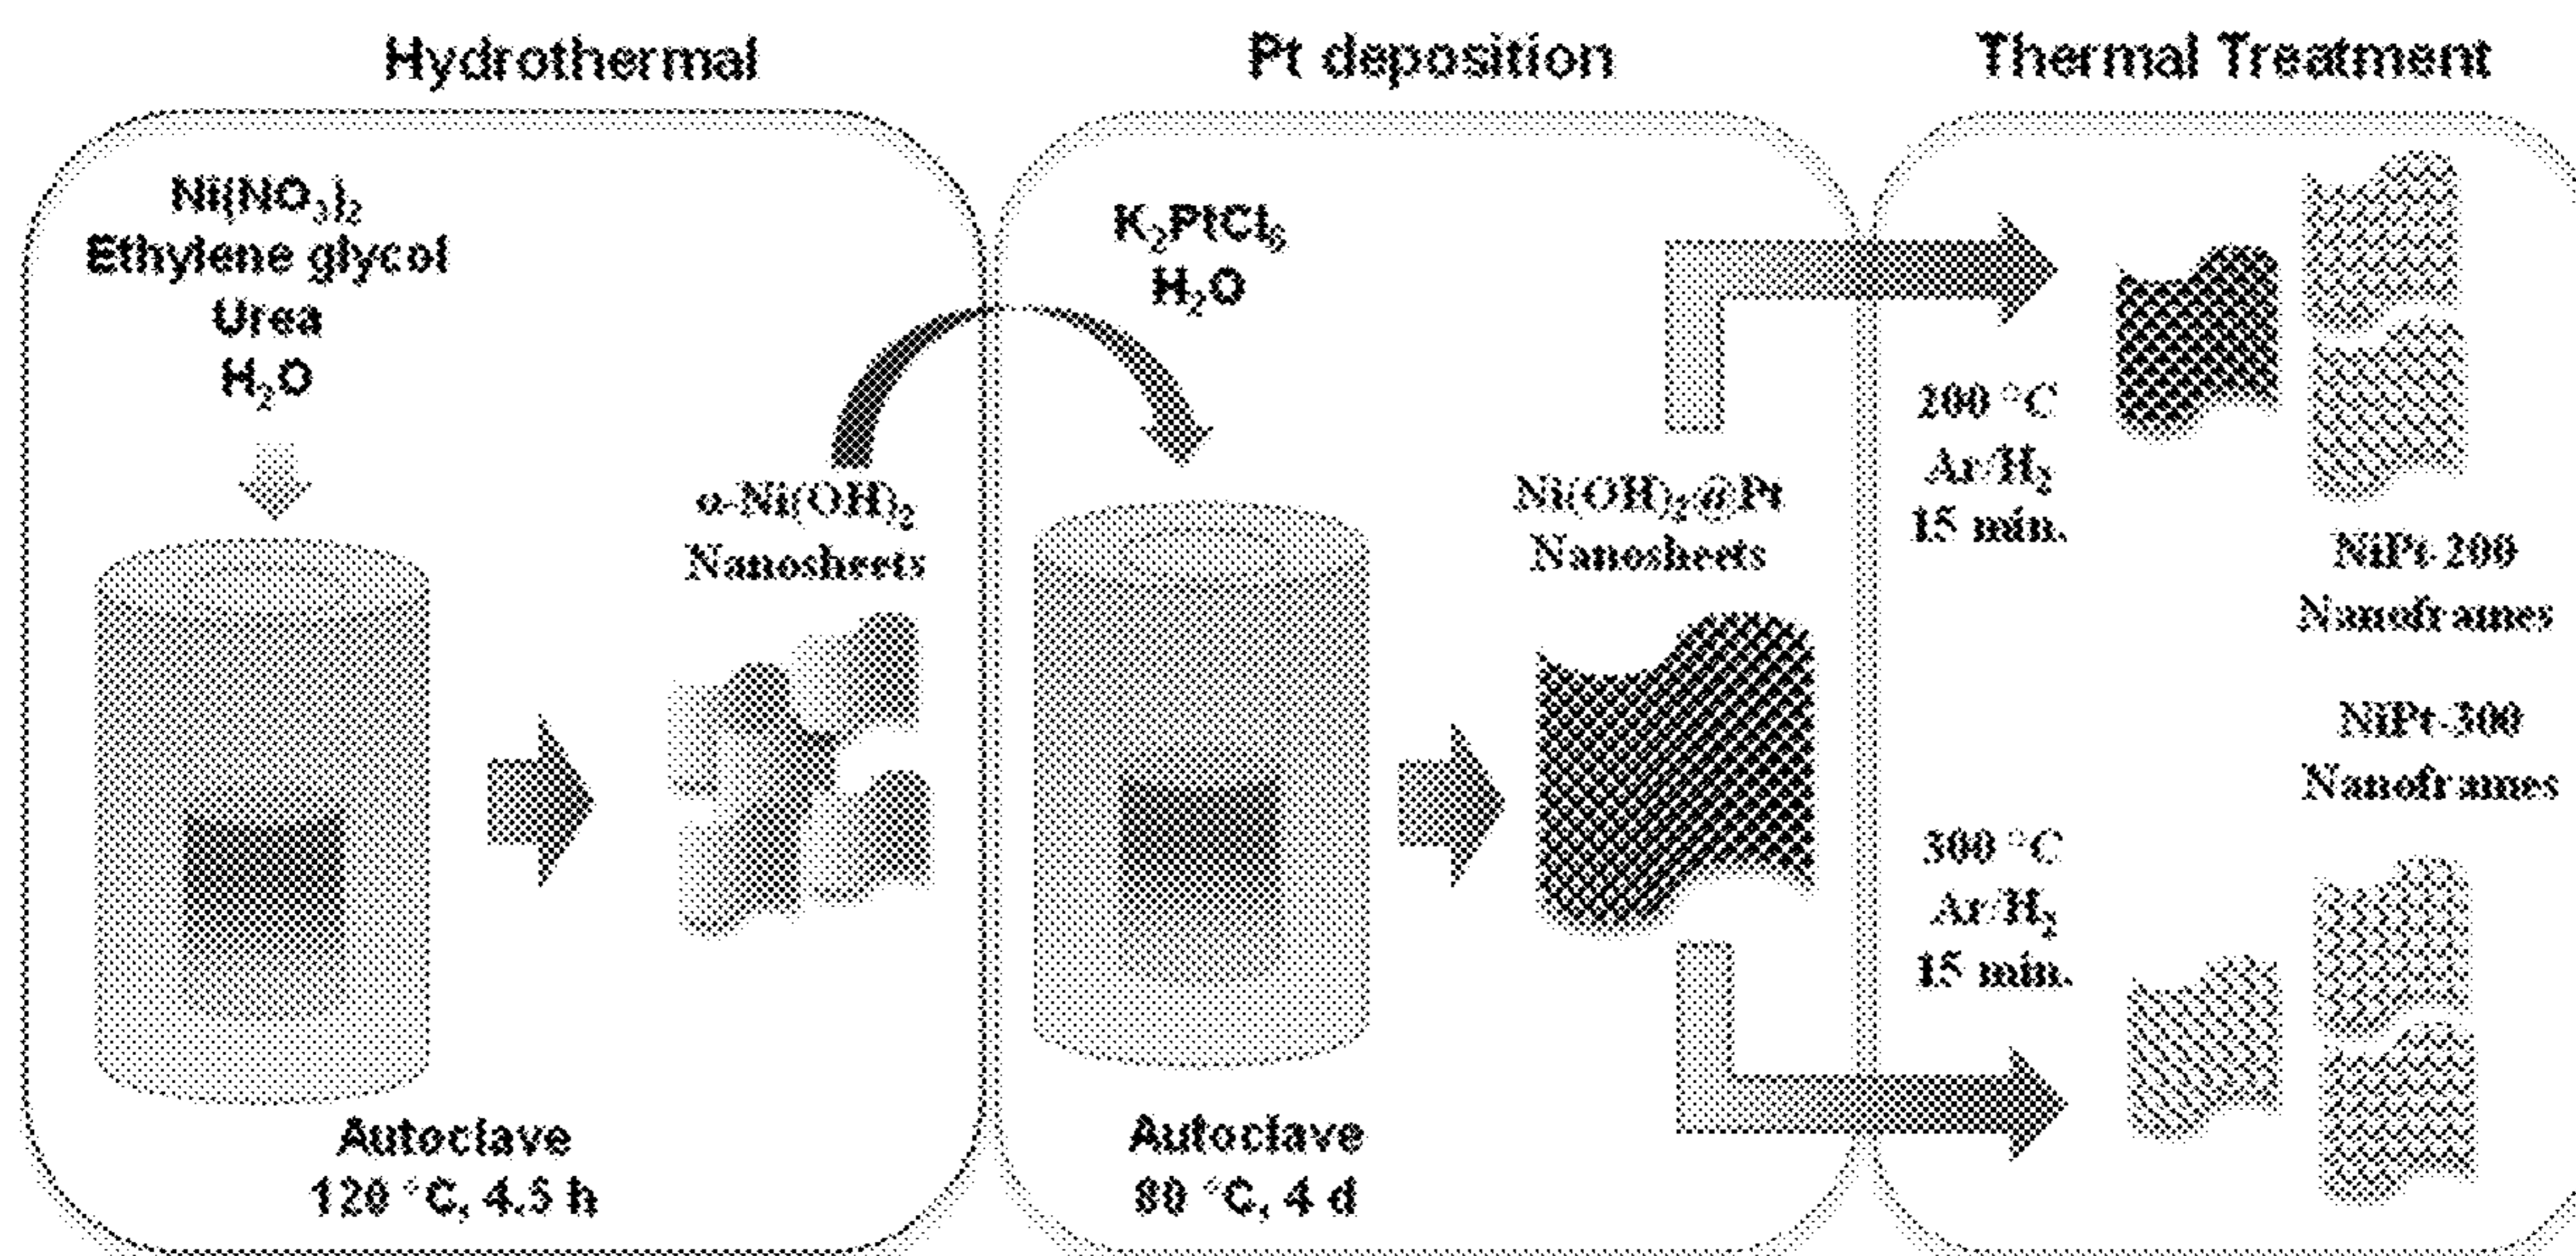 Hydrothermal
Ni(NO₃)₂
Ethylene glycol
Urea
H₂O
α-Ni(OH)₂
Nanosheets
Autoclave
120 °C, 4.5 h
Pt deposition
K₂PtCl₆
H₂O
Ni(OH)₂@Pt
Nanosheets
Autoclave
80 °C, 4 d
Thermal Treatment
200 °C
Ar/H₂
15 min.
NiPt-200
Nanoframes
NiPt-300
Nanoframes
300 °C
Ar/H₂
15 min.